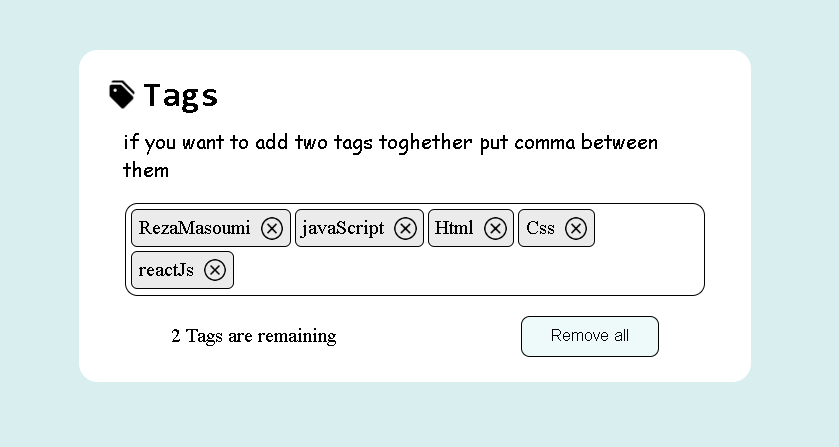 Tags
if you want to add two tags toghether put comma between
them
RezaMasoumi javaScript Html Css
reactJs
2 Tags are remaining Remove all